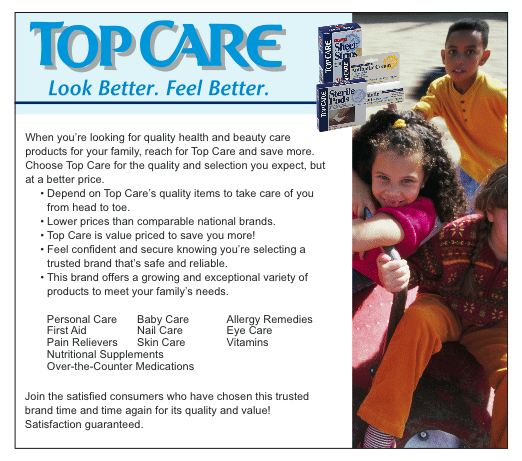 TOP CARE
Look Better. Feel Better.
TOP CARE
Sheer
TOP CARE
Sterile
Pads
When you're looking for quality health and beauty care
products for your family, reach for Top Care and save more.
Choose Top Care for the quality and selection you expect, but
at a better price.
• Depend on Top Care's quality items to take care of you
from head to toe.
• Lower prices than comparable national brands.
• Top Care is value priced to save you more!
• Feel confident and secure knowing you're selecting a
trusted brand that's safe and reliable.
• This brand offers a growing and exceptional variety of
products to meet your family's needs.
Personal Care Baby Care Allergy Remedies
First Aid Nail Care Eye Care
Pain Relievers Skin Care Vitamins
Nutritional Supplements
Over-the-Counter Medications
Join the satisfied consumers who have chosen this trusted
brand time and time again for its quality and value!
Satisfaction guaranteed.